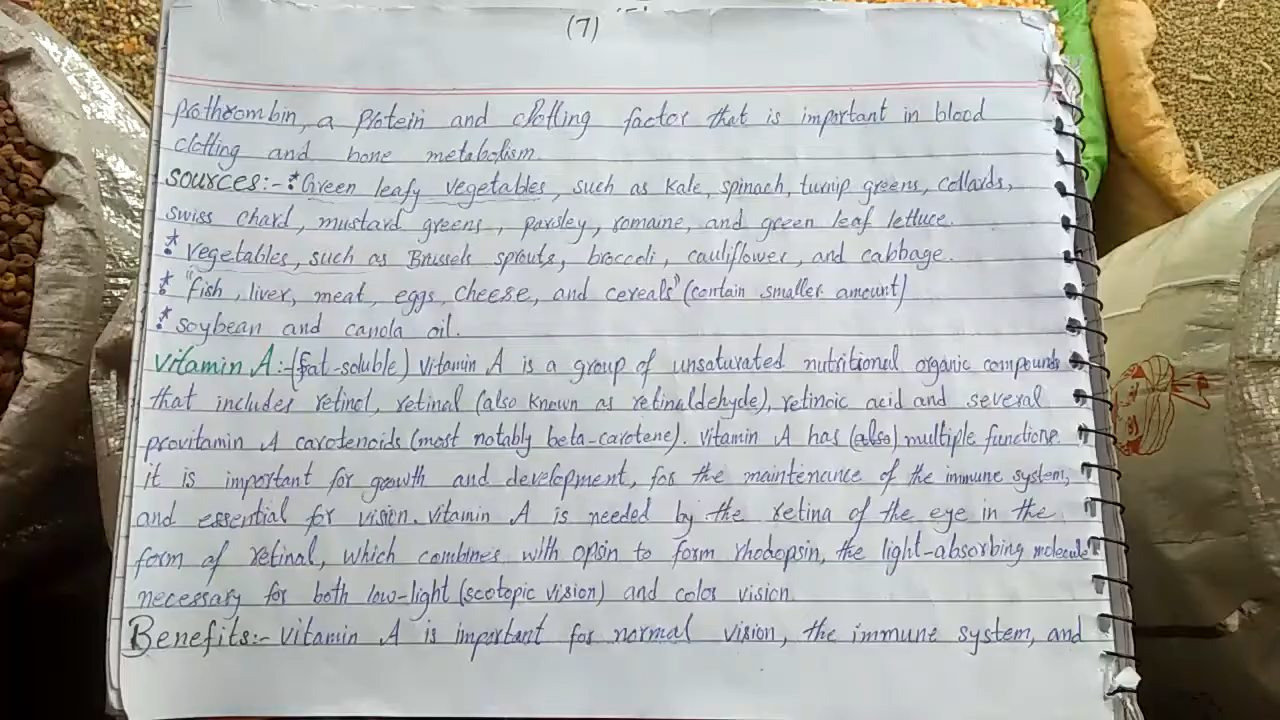 (7)
prothrombin, a protein and clotting factor that is important in blood
clotting and bone metabolism.
Sources:-* Green leafy vegetables, such as kale, spinach, turnip greens, collards,
swiss chard, mustard greens, parsley, romaine, and green leaf lettuce.
* vegetables, such as Brussels sprouts, broccoli, cauliflower, and cabbage.
* "fish, liver, meat, eggs, cheese, and cereals" (contain smaller amount)
* soybean and canola oil.
Vitamin A:-(fat-soluble) vitamin A is a group of unsaturated nutritional organic compounds
that includes retinol, retinal (also known as retinaldehyde), retinoic acid and several
provitamin A carotenoids (most notably beta-carotene). vitamin A has (also) multiple functions.
it is important for growth and development, for the maintenance of the immune system,
and essential for vision. vitamin A is needed by the retina of the eye in the
form of retinal, which combines with opsin to form rhodopsin, the light-absorbing molecule
necessary for both low-light (scotopic vision) and color vision.
Benefits:- vitamin A is important for normal vision, the immune system, and